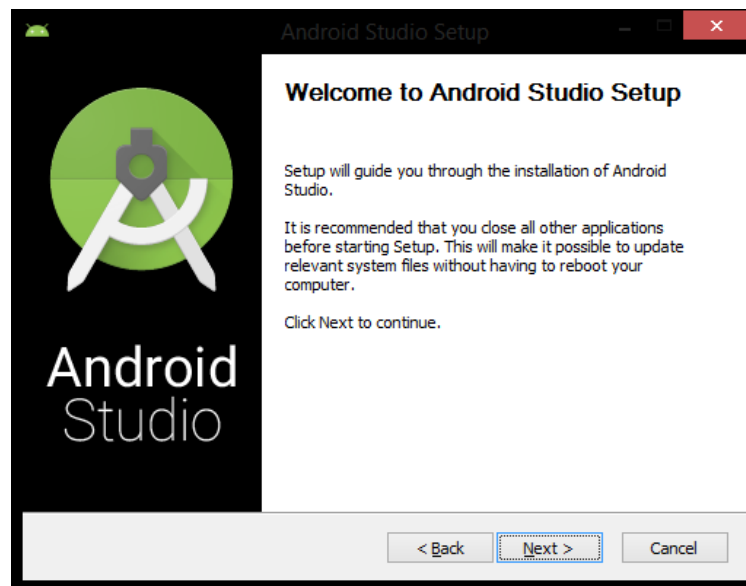 Android Studio Setup
Welcome to Android Studio Setup
Setup will guide you through the installation of Android
Studio.
It is recommended that you close all other applications
before starting Setup. This will make it possible to update
relevant system files without having to reboot your
computer.
Click Next to continue.
Android
Studio
< Back
Next >
Cancel